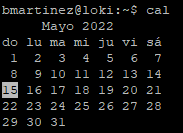 bmartinez@loki:~$ cal
Mayo 2022
do lu ma mi ju vi sá
1 2 3 4 5 6 7
8 9 10 11 12 13 14
15 16 17 18 19 20 21
22 23 24 25 26 27 28
29 30 31